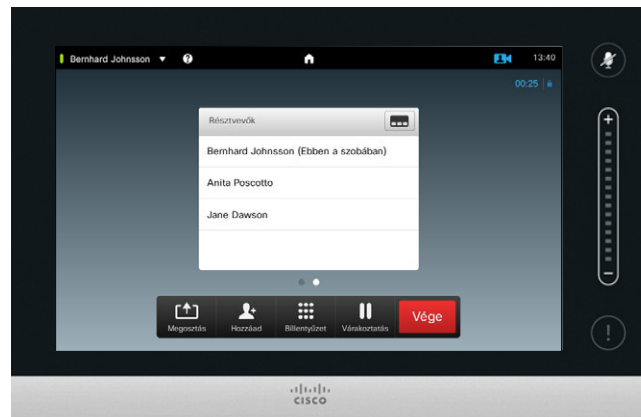 Bernhard Johnsson
?
13:40
00:25
Résztvevők
Bernhard Johnsson (Ebben a szobában)
Anita Poscotto
Jane Dawson
Megosztás
Hozzáad
Billentyűzet
Várakoztatás
Vége
+
−
!
CISCO